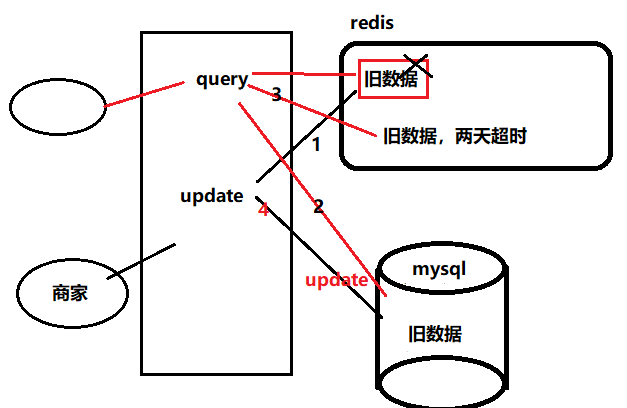 redis
query
旧数据
3
旧数据，两天超时
1
update
4
2
update
mysql
商家
旧数据